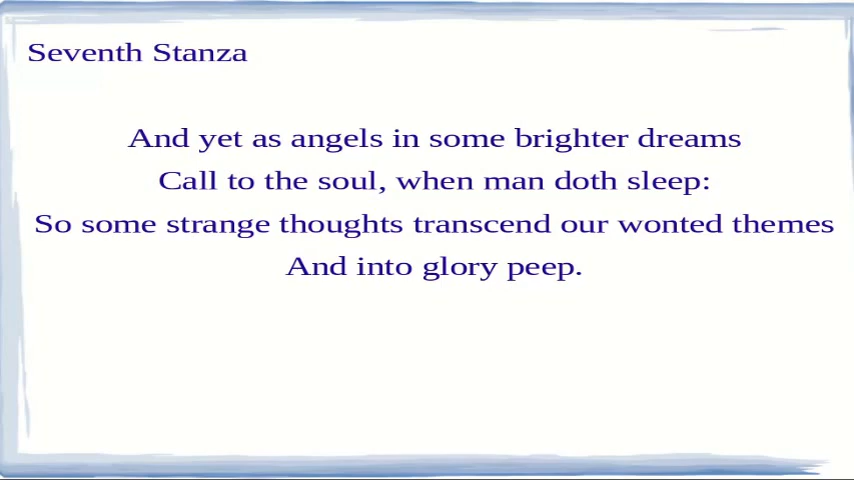 Seventh Stanza
And yet as angels in some brighter dreams
Call to the soul, when man doth sleep:
So some strange thoughts transcend our wonted themes
And into glory peep.